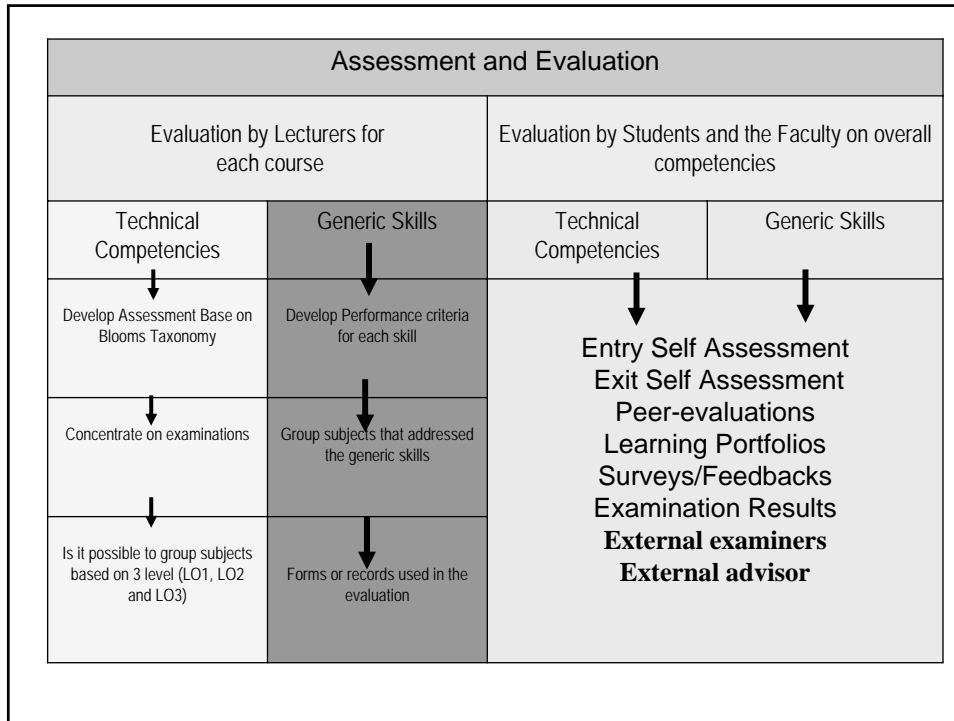 Assessment and Evaluation
Evaluation by Lecturers for
each course
Evaluation by Students and the Faculty on overall
competencies
Technical
Competencies
Generic Skills
Technical
Competencies
Generic Skills
Develop Assessment Base on
Blooms Taxonomy
Develop Performance criteria
for each skill
Concentrate on examinations
Group subjects that addressed
the generic skills
Is it possible to group subjects
based on 3 level (LO1, LO2
and LO3)
Forms or records used in the
evaluation
Entry Self Assessment
Exit Self Assessment
Peer-evaluations
Learning Portfolios
Surveys/Feedbacks
Examination Results
External examiners
External advisor